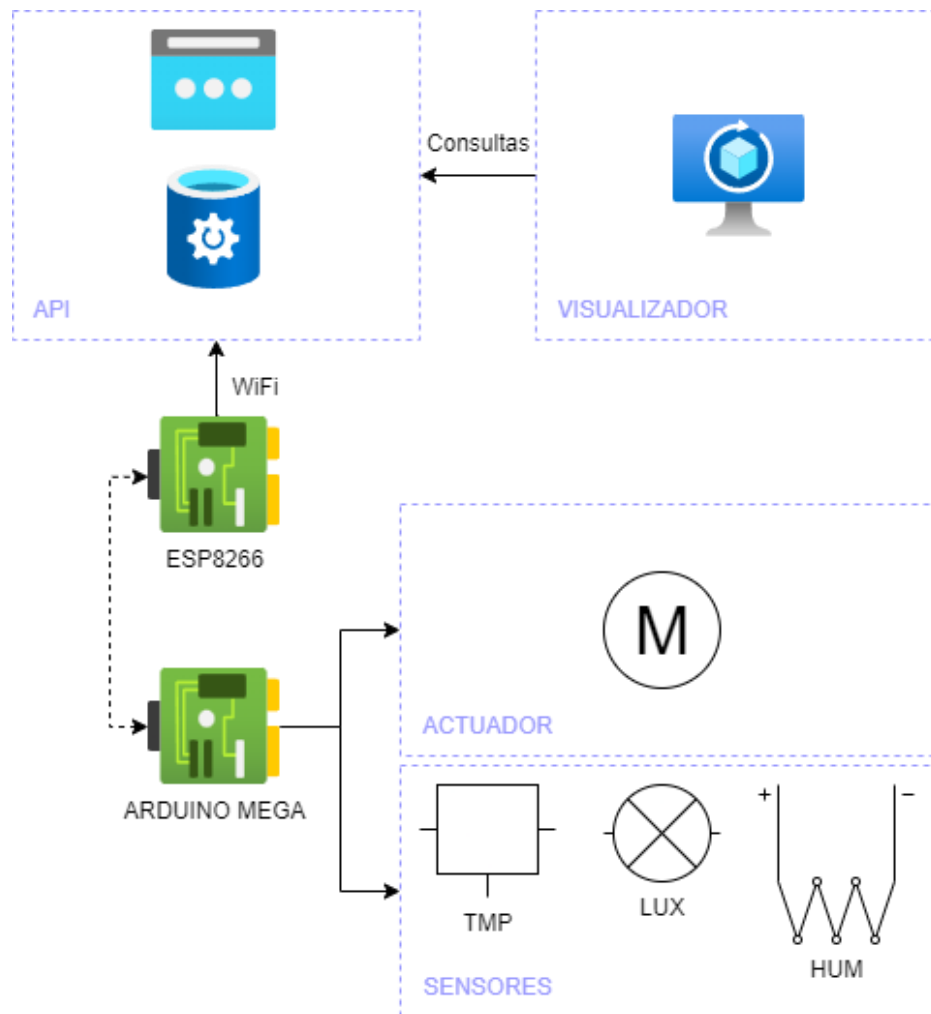 Consultas
API
VISUALIZADOR
WiFi
ESP8266
M
ACTUADOR
ARDUINO MEGA
+
−
TMP
LUX
HUM
SENSORES